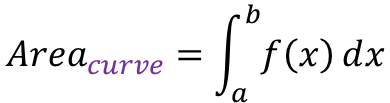 Area_curve = ∫_a^b f(x) dx